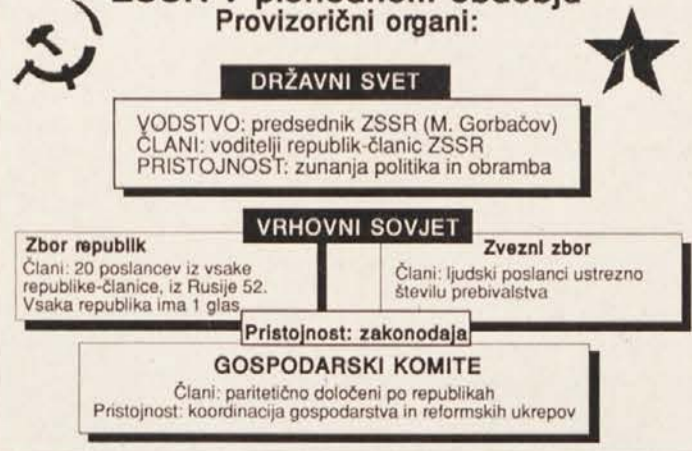 ZSSR v prehodnem obdobju
Provizorični organi:
DRŽAVNI SVET
VODSTVO: predsednik ZSSR (M. Gorbačov)
ČLANI: voditelji republik-članic ZSSR
PRISTOJNOST: zunanja politika in obramba
VRHOVNI SOVJET
Zbor republik
Člani: 20 poslancev iz vsake
republike-članice, iz Rusije 52.
Vsaka republika ima 1 glas
Zvezni zbor
Člani: ljudski poslanci ustrezno
številu prebivalstva
Pristojnost: zakonodaja
GOSPODARSKI KOMITE
Člani: paritetično določeni po republikah
Pristojnost: koordinacija gospodarstva in reformskih ukrepov